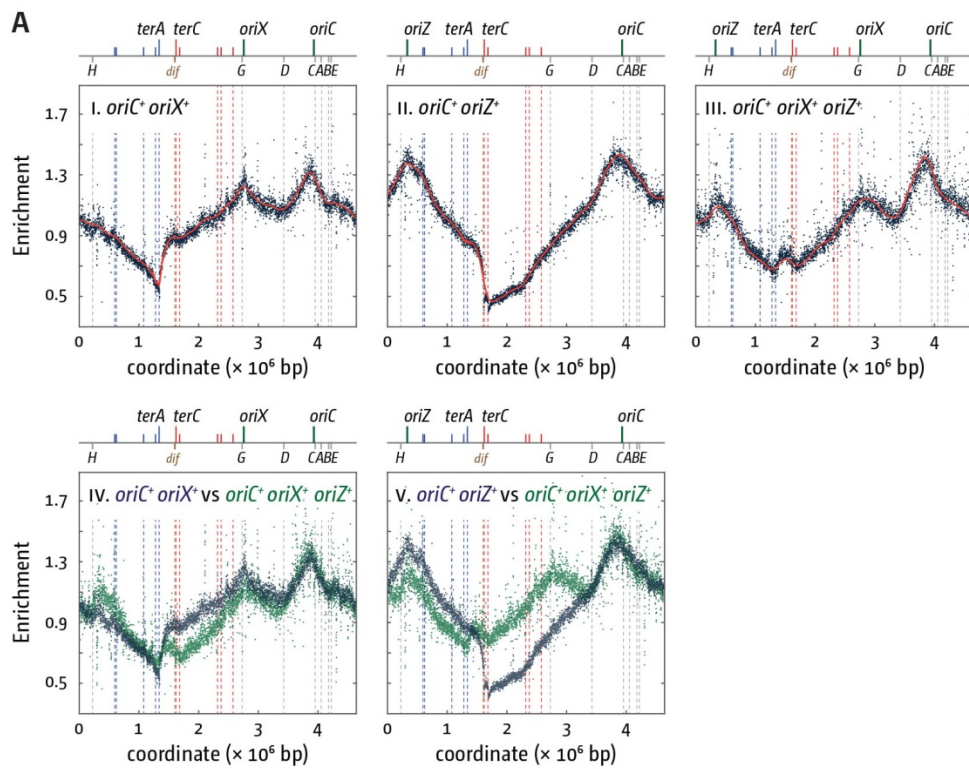 A
terA terC oriX oriC
H dif G D CABE
I. oriC⁺ oriX⁺
Enrichment
1.7
1.3
0.9
0.5
0 1 2 3 4
coordinate (× 10⁶ bp)
oriZ terA terC oriC
H dif G D CABE
II. oriC⁺ oriZ⁺
0 1 2 3 4
coordinate (× 10⁶ bp)
oriZ terA terC oriX oriC
H dif G D CABE
III. oriC⁺ oriX⁺ oriZ⁺
0 1 2 3 4
coordinate (× 10⁶ bp)
terA terC oriX oriC
H dif G D CABE
IV. oriC⁺ oriX⁺ vs oriC⁺ oriX⁺ oriZ⁺
Enrichment
1.7
1.3
0.9
0.5
0 1 2 3 4
coordinate (× 10⁶ bp)
oriZ terA terC oriC
H dif G D CABE
V. oriC⁺ oriZ⁺ vs oriC⁺ oriX⁺ oriZ⁺
0 1 2 3 4
coordinate (× 10⁶ bp)